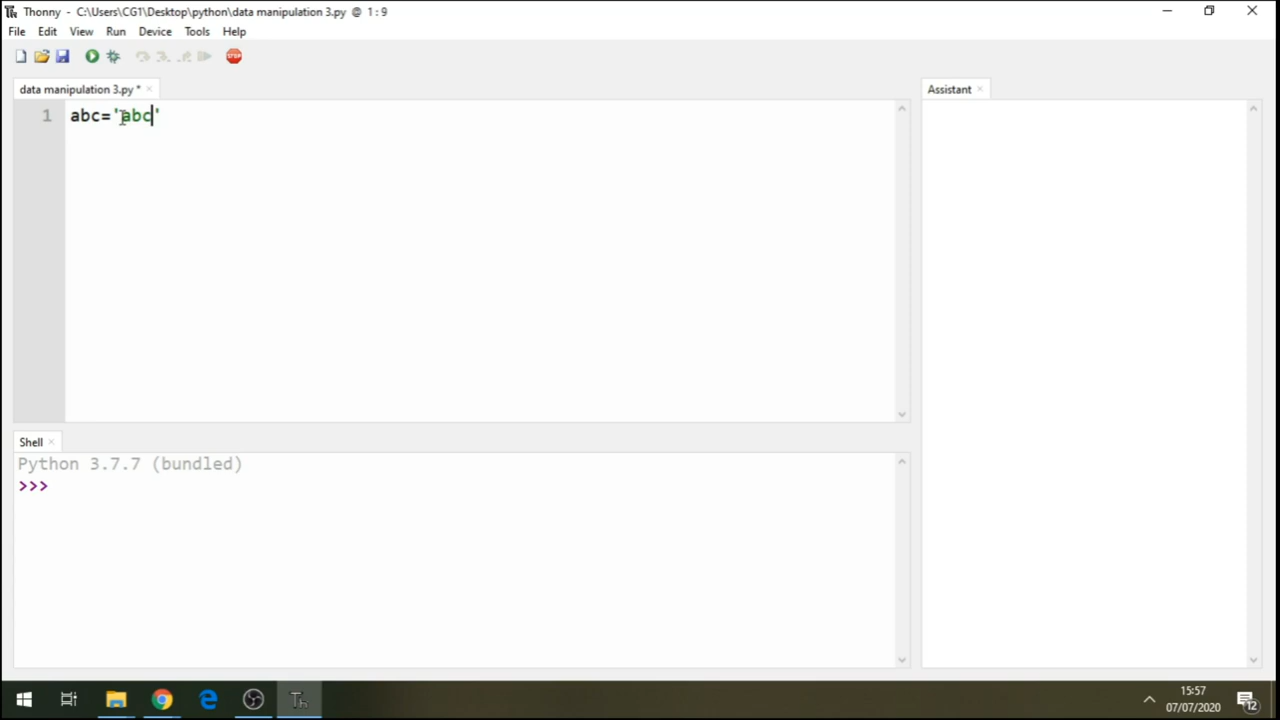 Thonny - C:\Users\CG1\Desktop\python\data manipulation 3.py @ 1:9
File Edit View Run Device Tools Help
STOP
data manipulation 3.py * ×
Assistant ×
1 abc='abc'
Shell ×
Python 3.7.7 (bundled)
>>>
Th
15:57
07/07/2020
12